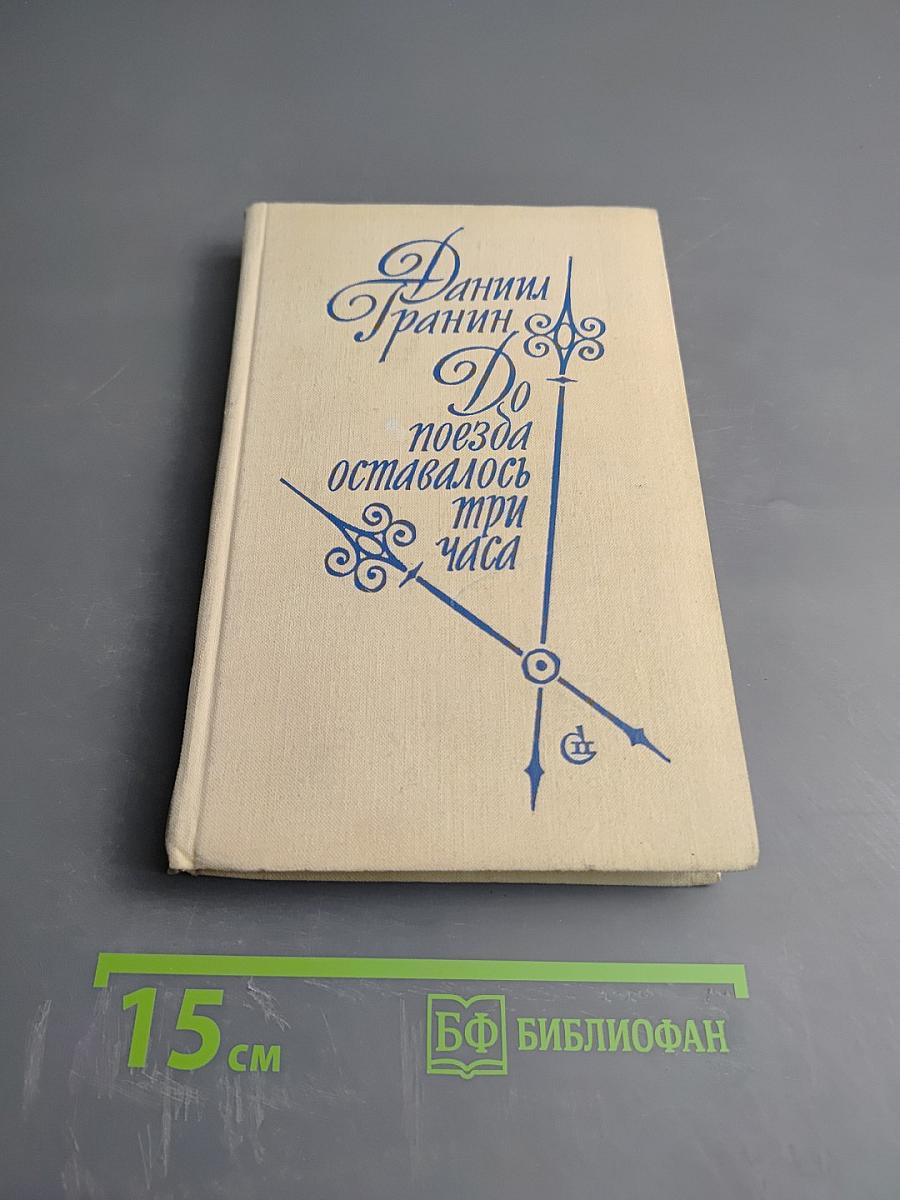 Даниил
Гранин
До
поезда
оставалось
три
часа
15 см
БФ БИБЛИОФАН